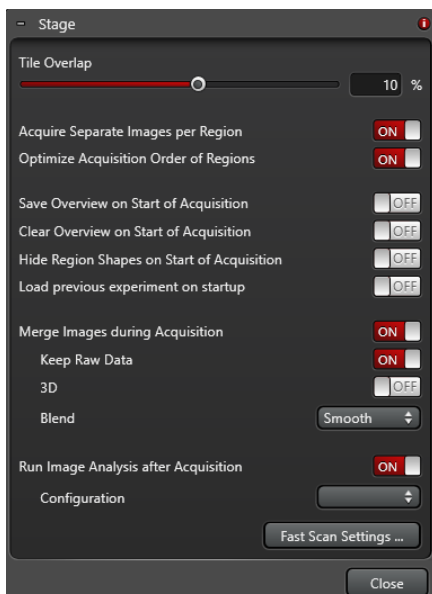 Stage
Tile Overlap
10 %
Acquire Separate Images per Region ON
Optimize Acquisition Order of Regions ON
Save Overview on Start of Acquisition OFF
Clear Overview on Start of Acquisition OFF
Hide Region Shapes on Start of Acquisition OFF
Load previous experiment on startup OFF
Merge Images during Acquisition ON
Keep Raw Data ON
3D OFF
Blend Smooth
Run Image Analysis after Acquisition ON
Configuration
Fast Scan Settings ...
Close